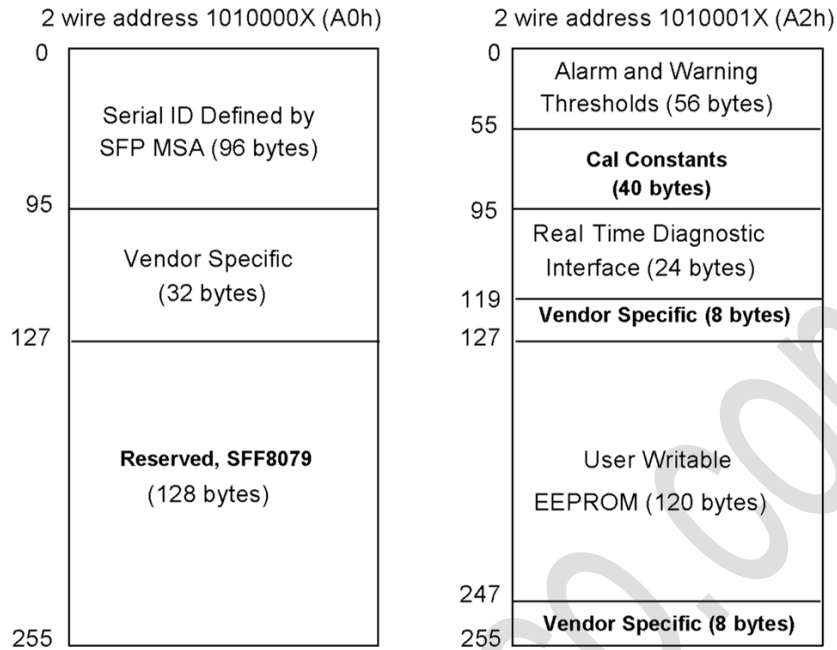 2 wire address 1010000X (A0h)
0
Serial ID Defined by
SFP MSA (96 bytes)
95
Vendor Specific
(32 bytes)
127
Reserved, SFF8079
(128 bytes)
255
2 wire address 1010001X (A2h)
0
Alarm and Warning
Thresholds (56 bytes)
55
Cal Constants
(40 bytes)
95
Real Time Diagnostic
Interface (24 bytes)
119
Vendor Specific (8 bytes)
127
User Writable
EEPROM (120 bytes)
247
Vendor Specific (8 bytes)
255